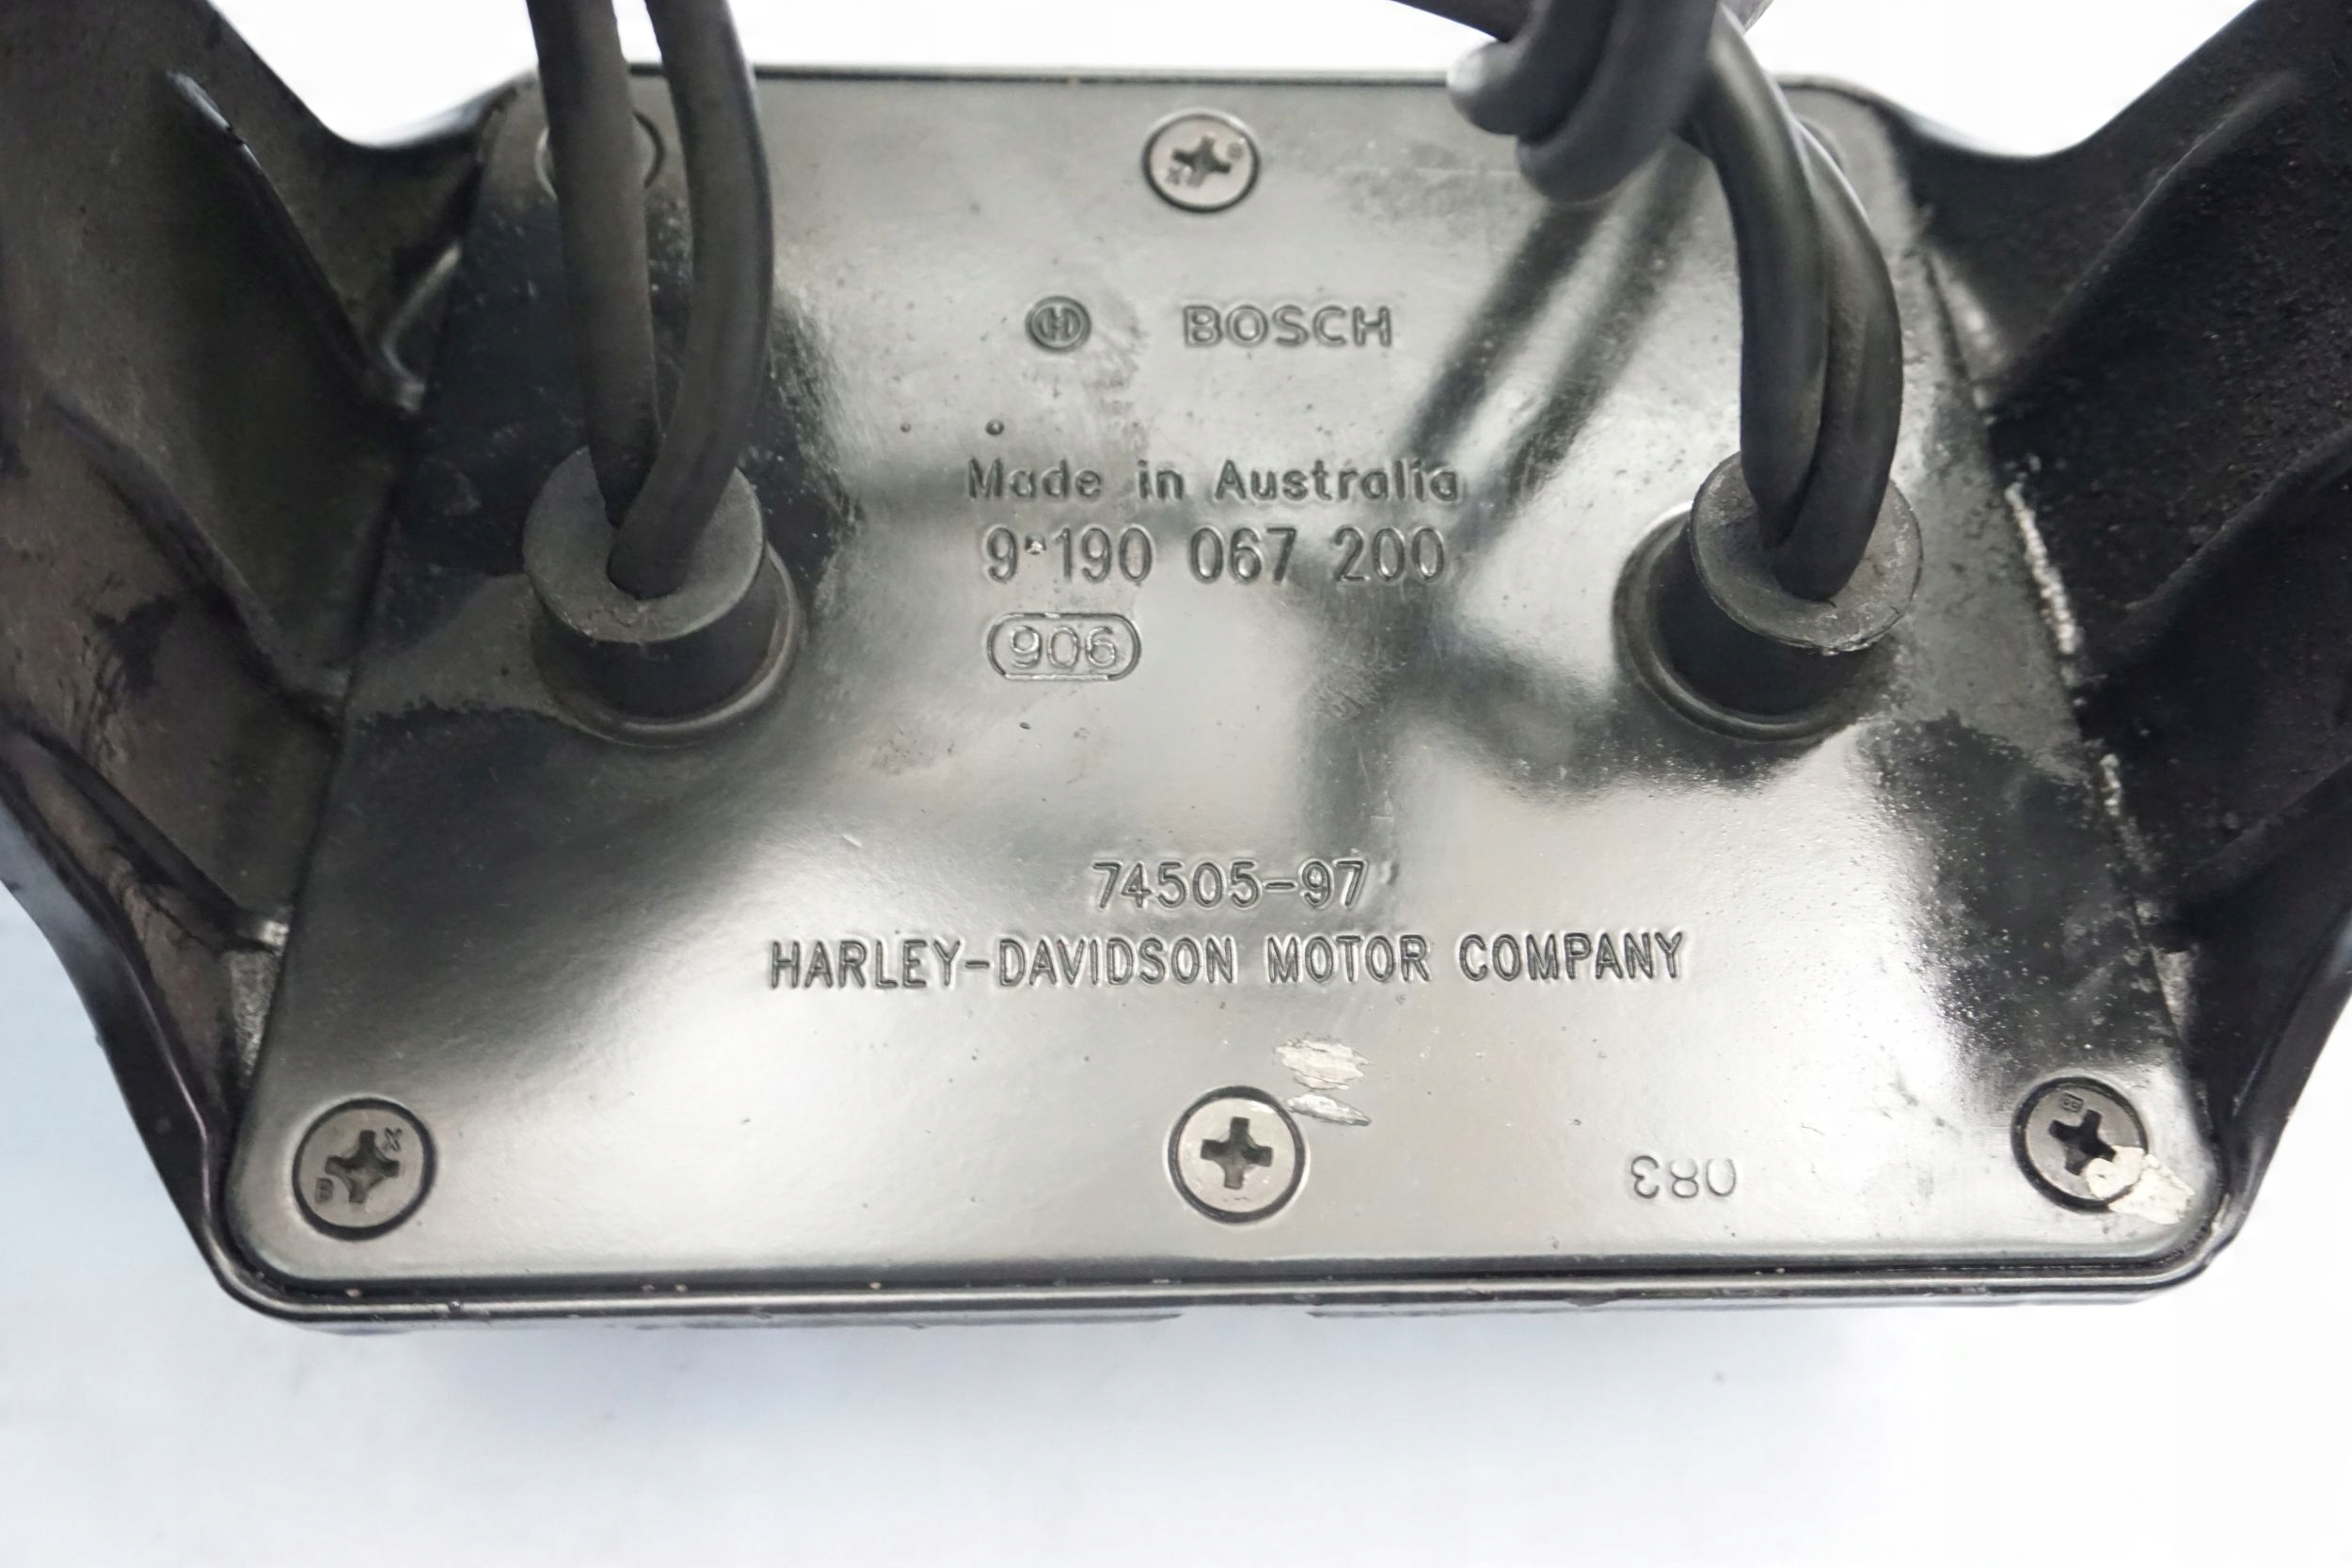 BOSCH
Made in Australia
9 190 067 200
906
74505-97
HARLEY-DAVIDSON MOTOR COMPANY
083